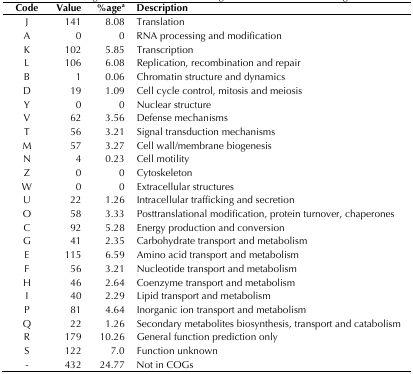 Code Value %ageª Description
J 141 8.08 Translation
A 0 0 RNA processing and modification
K 102 5.85 Transcription
L 106 6.08 Replication, recombination and repair
B 1 0.06 Chromatin structure and dynamics
D 19 1.09 Cell cycle control, mitosis and meiosis
Y 0 0 Nuclear structure
V 62 3.56 Defense mechanisms
T 56 3.21 Signal transduction mechanisms
M 57 3.27 Cell wall/membrane biogenesis
N 4 0.23 Cell motility
Z 0 0 Cytoskeleton
W 0 0 Extracellular structures
U 22 1.26 Intracellular trafficking and secretion
O 58 3.33 Posttranslational modification, protein turnover, chaperones
C 92 5.28 Energy production and conversion
G 41 2.35 Carbohydrate transport and metabolism
E 115 6.59 Amino acid transport and metabolism
F 56 3.21 Nucleotide transport and metabolism
H 46 2.64 Coenzyme transport and metabolism
I 40 2.29 Lipid transport and metabolism
P 81 4.64 Inorganic ion transport and metabolism
Q 22 1.26 Secondary metabolites biosynthesis, transport and catabolism
R 179 10.26 General function prediction only
S 122 7.0 Function unknown
- 432 24.77 Not in COGs